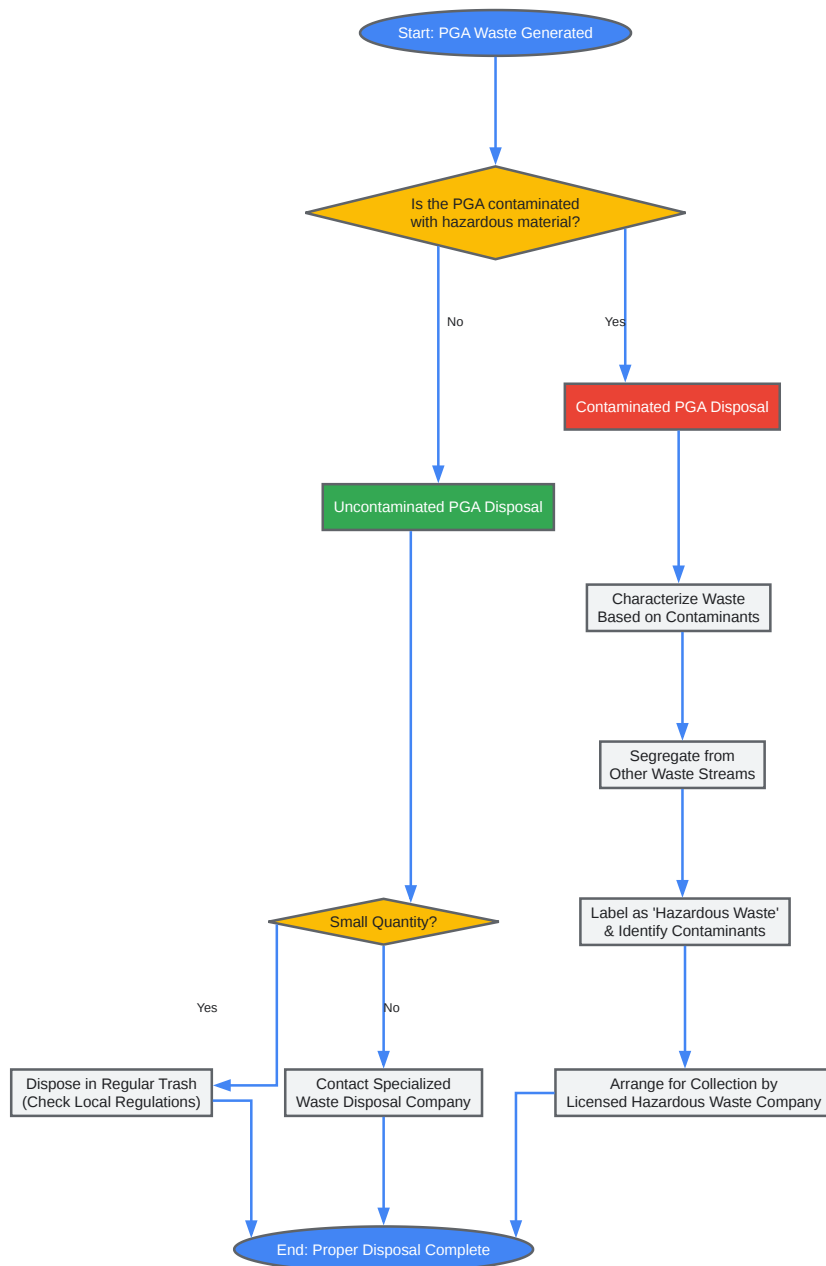 Start: PGA Waste Generated
Is the PGA contaminated
with hazardous material?
No
Yes
Contaminated PGA Disposal
Uncontaminated PGA Disposal
Characterize Waste
Based on Contaminants
Segregate from
Other Waste Streams
Small Quantity?
Label as 'Hazardous Waste'
& Identify Contaminants
Yes
No
Dispose in Regular Trash
(Check Local Regulations)
Contact Specialized
Waste Disposal Company
Arrange for Collection by
Licensed Hazardous Waste Company
End: Proper Disposal Complete